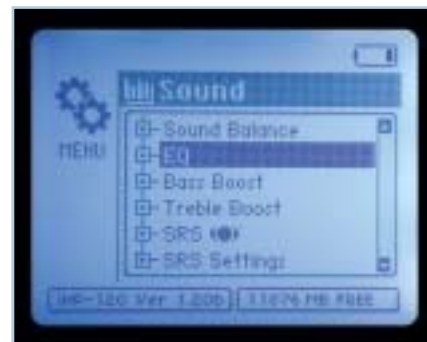 Sound
MENU
Sound Balance
EQ
Bass Boost
Treble Boost
SRS
SRS Settings
iHP-120 Ver 1.20b
MB FREE